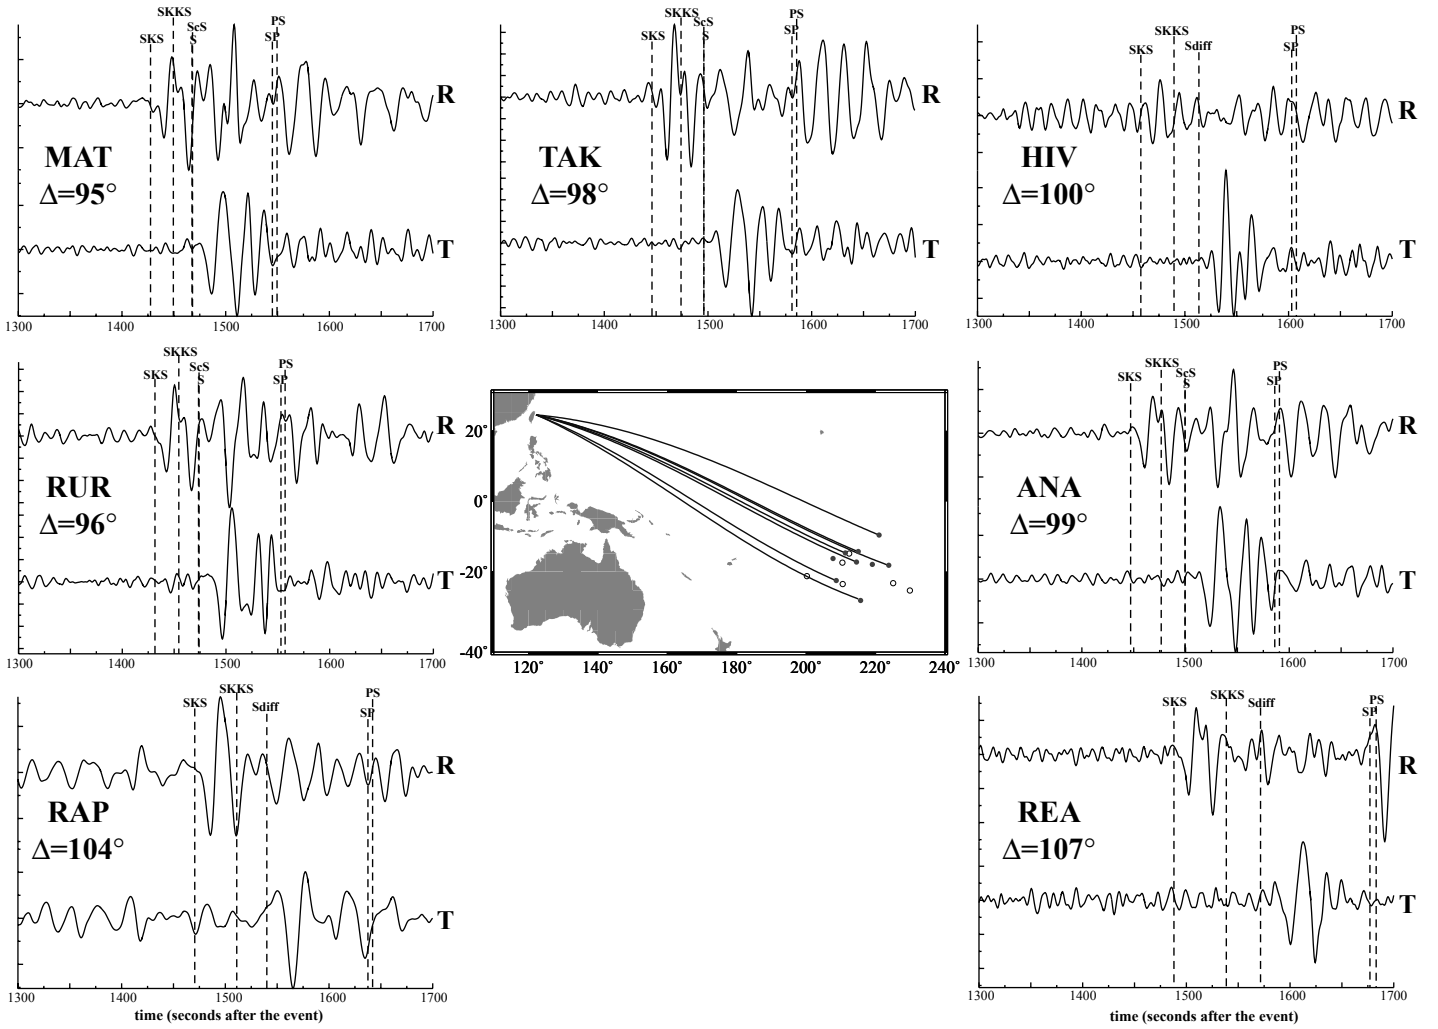 SKS SKKS ScS S SP PS
R
MAT
Δ=95°
T
1300 1400 1500 1600 1700
SKS SKKS ScS S SP PS
R
TAK
Δ=98°
T
1300 1400 1500 1600 1700
SKS SKKS Sdiff SP PS
R
HIV
Δ=100°
T
1300 1400 1500 1600 1700
SKS SKKS ScS S SP PS
R
RUR
Δ=96°
T
1300 1400 1500 1600 1700
20°
0°
-20°
-40°
120° 140° 160° 180° 200° 220° 240°
SKS SKKS ScS S SP PS
R
ANA
Δ=99°
T
1300 1400 1500 1600 1700
SKS SKKS Sdiff SP PS
R
RAP
Δ=104°
T
1300 1400 1500 1600 1700
time (seconds after the event)
SKS SKKS Sdiff SP PS
R
REA
Δ=107°
T
1300 1400 1500 1600 1700
time (seconds after the event)